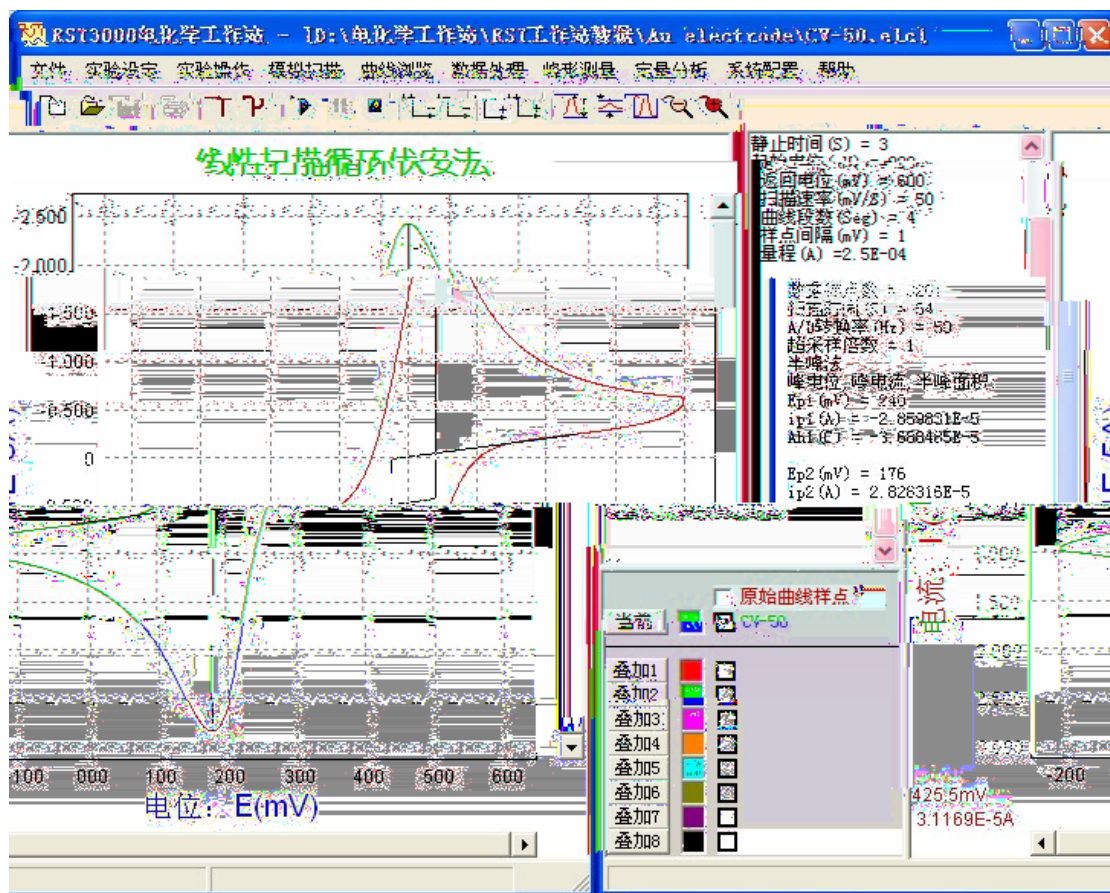 RST3000电化学工作站 - [D:\电化学工作站\RST工作站数据\Au electrode\CV-50.elc]
文件 实验设定 实验操作 模拟扫描 曲线浏览 数据处理 峰形测量 定量分析 系统配置 帮助
线性扫描循环伏安法
-2.500
-2.000
-1.500
-1.000
-0.500
0
静止时间(S) = 3
返回电位(mV) = 600
扫描速率(mV/S) = 50
曲线段数(Seg) = 4
样点间隔(mV) = 1
量程(A) =2.5E-04
A/D转换率(Hz) = 50
超采样倍数 = 1
半峰法
峰电位,峰电流,半峰面积
Ep1(mV) = 240
ip1(A) = -2.859831E-5
Ep2(mV) = 176
ip2(A) = 2.826316E-5
原始曲线样点
当前 CV-50
叠加1
叠加2
叠加3
叠加4
叠加5
叠加6
叠加7
叠加8
100 000 100 200 300 400 500 600
电位: E(mV)
电流:
1.500
-200
425.5mV
3.1169E-5A